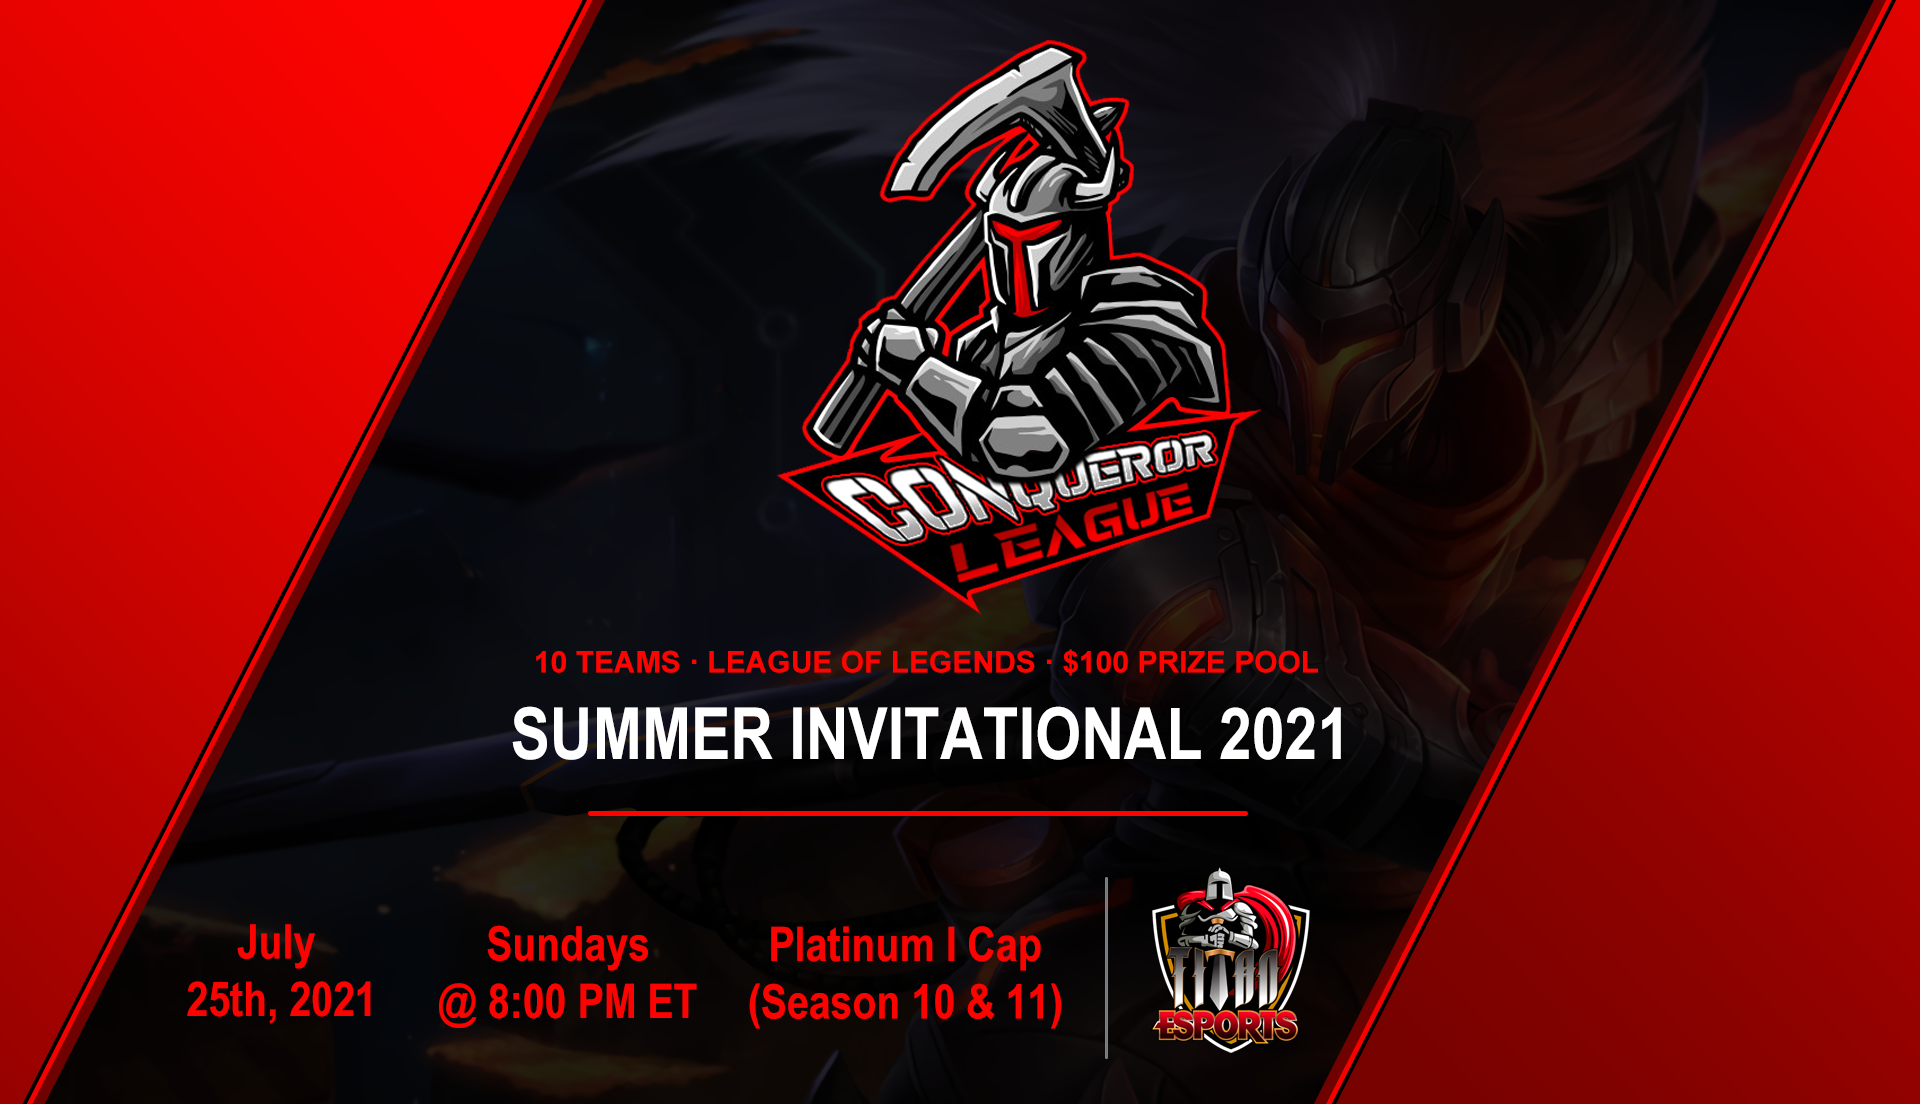 CONQUEROR
LEAGUE
10 TEAMS · LEAGUE OF LEGENDS · $100 PRIZE POOL
SUMMER INVITATIONAL 2021
July
25th, 2021
Sundays
@ 8:00 PM ET
Platinum I Cap
(Season 10 & 11)
TITAN
ESPORTS